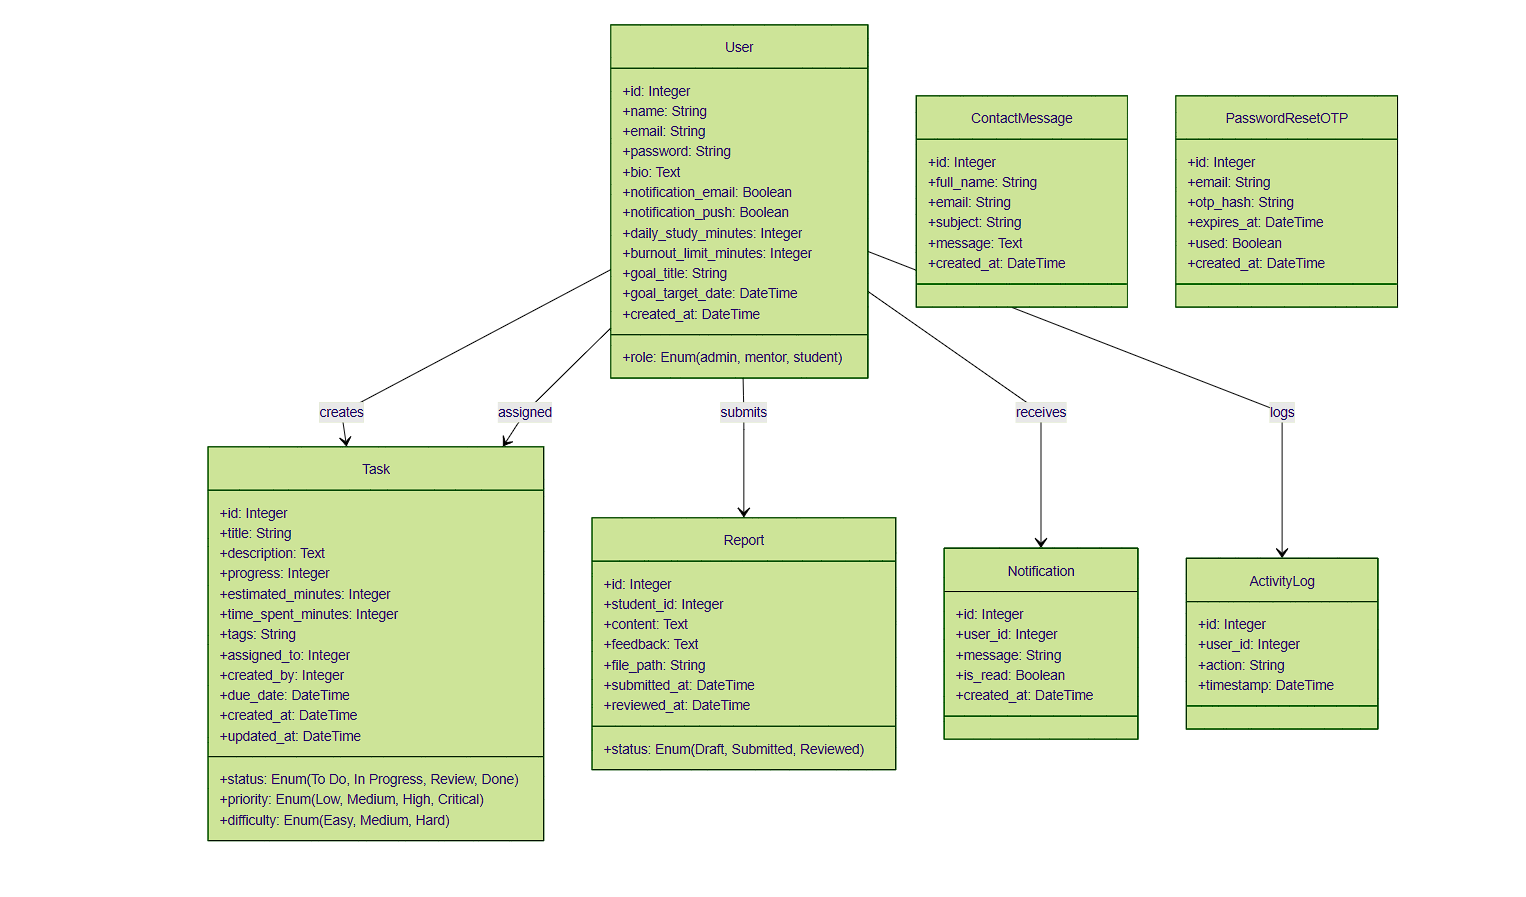 User
+id: Integer
+name: String
+email: String
+password: String
+bio: Text
+notification_email: Boolean
+notification_push: Boolean
+daily_study_minutes: Integer
+burnout_limit_minutes: Integer
+goal_title: String
+goal_target_date: DateTime
+created_at: DateTime
+role: Enum(admin, mentor, student)
ContactMessage
+id: Integer
+full_name: String
+email: String
+subject: String
+message: Text
+created_at: DateTime
PasswordResetOTP
+id: Integer
+email: String
+otp_hash: String
+expires_at: DateTime
+used: Boolean
+created_at: DateTime
creates
assigned
submits
receives
logs
Task
+id: Integer
+title: String
+description: Text
+progress: Integer
+estimated_minutes: Integer
+time_spent_minutes: Integer
+tags: String
+assigned_to: Integer
+created_by: Integer
+due_date: DateTime
+created_at: DateTime
+updated_at: DateTime
+status: Enum(To Do, In Progress, Review, Done)
+priority: Enum(Low, Medium, High, Critical)
+difficulty: Enum(Easy, Medium, Hard)
Report
+id: Integer
+student_id: Integer
+content: Text
+feedback: Text
+file_path: String
+submitted_at: DateTime
+reviewed_at: DateTime
+status: Enum(Draft, Submitted, Reviewed)
Notification
+id: Integer
+user_id: Integer
+message: String
+is_read: Boolean
+created_at: DateTime
ActivityLog
+id: Integer
+user_id: Integer
+action: String
+timestamp: DateTime